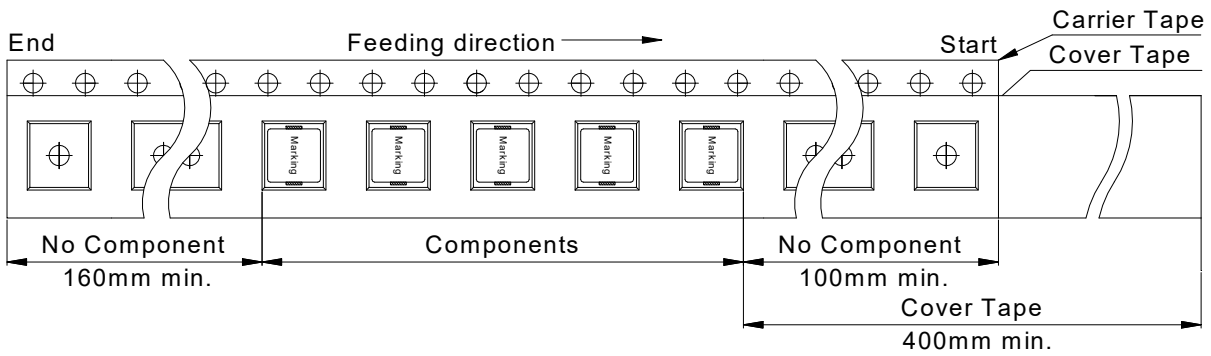 Carrier Tape
End
Feeding direction
Start
Cover Tape
Marking
Marking
Marking
Marking
Marking
No Component
Components
No Component
160mm min.
100mm min.
Cover Tape
400mm min.